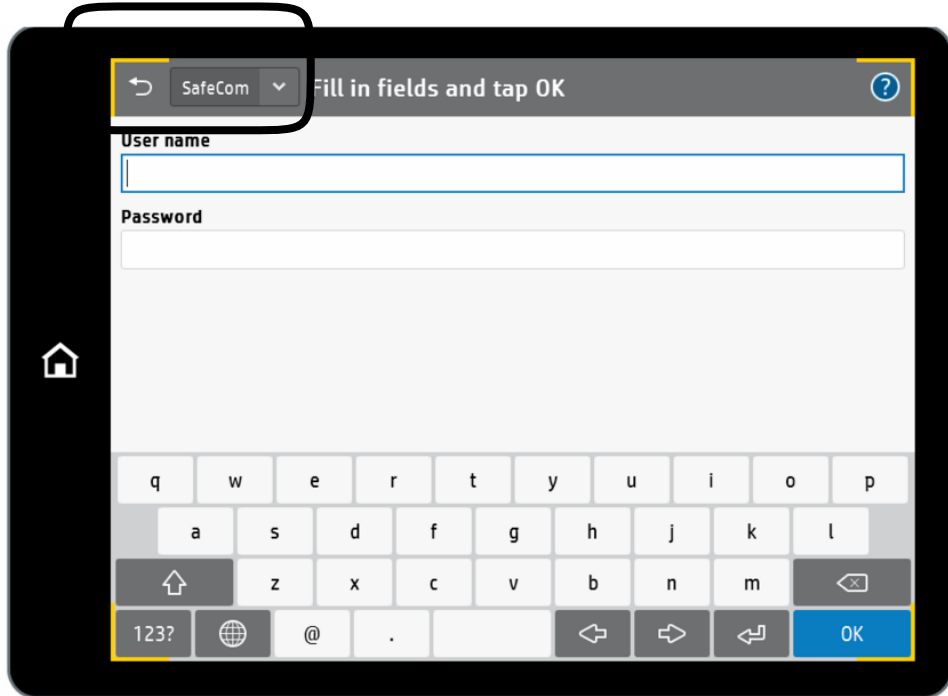 SafeCom Fill in fields and tap OK ?
User name
Password
q w e r t y u i o p
a s d f g h j k l
z x c v b n m
123? @ . OK